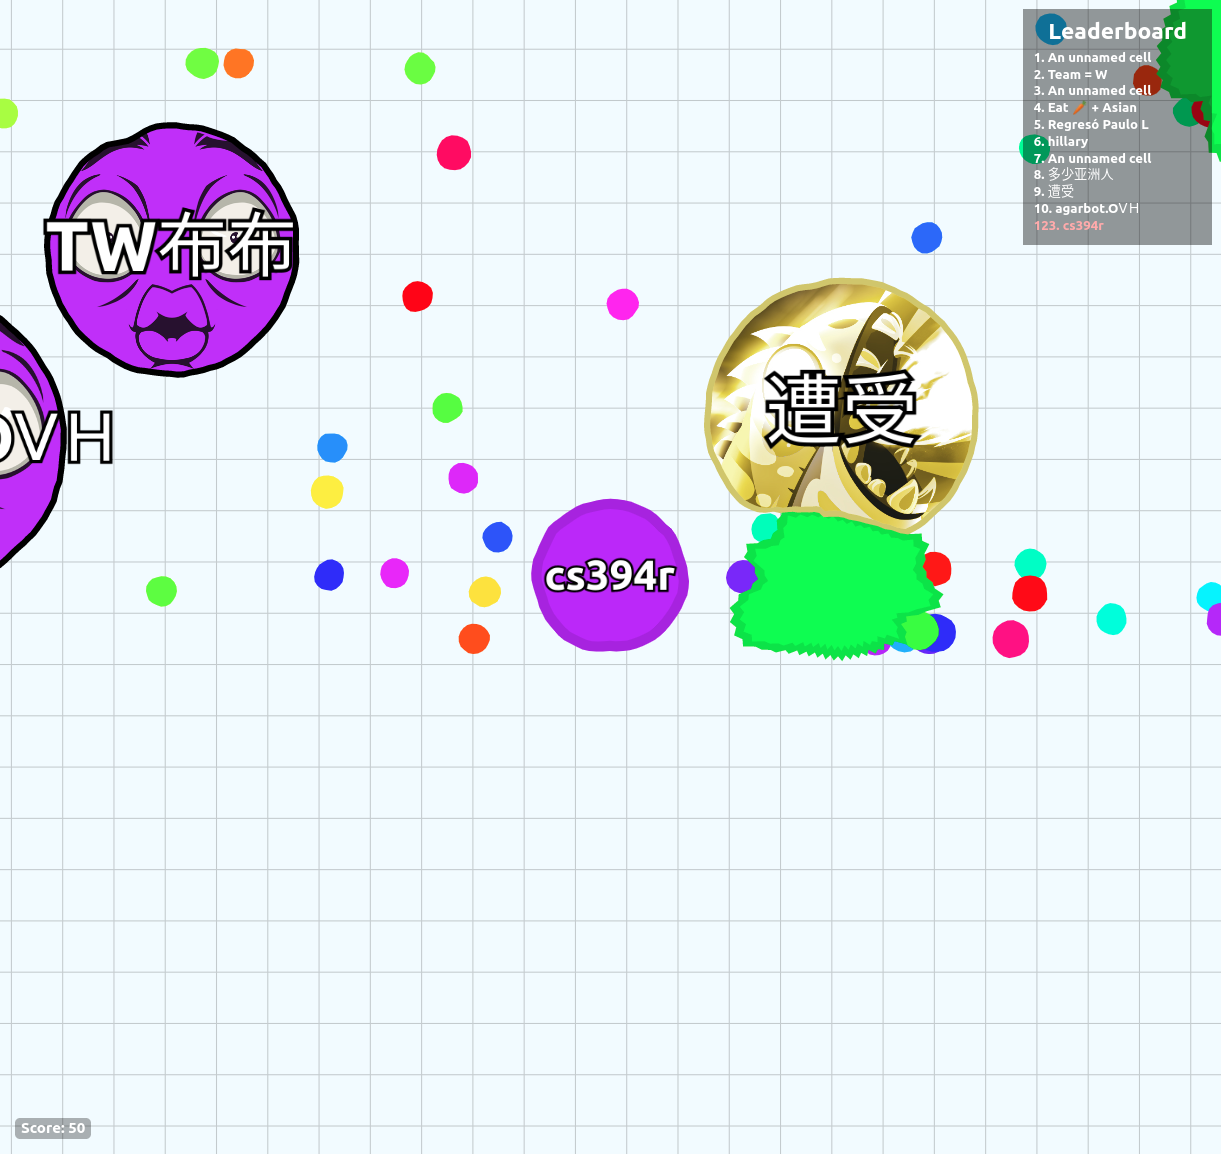 Leaderboard
1. An unnamed cell
2. Team = W
3. An unnamed cell
4. Eat 🥕 + Asian
5. Regresó Paulo L
6. hillary
7. An unnamed cell
8. 多少亚洲人
9. 遭受
10. agarbot.OVH
123. cs394r
TW布布
遭受
OVH
cs394r
Score: 50